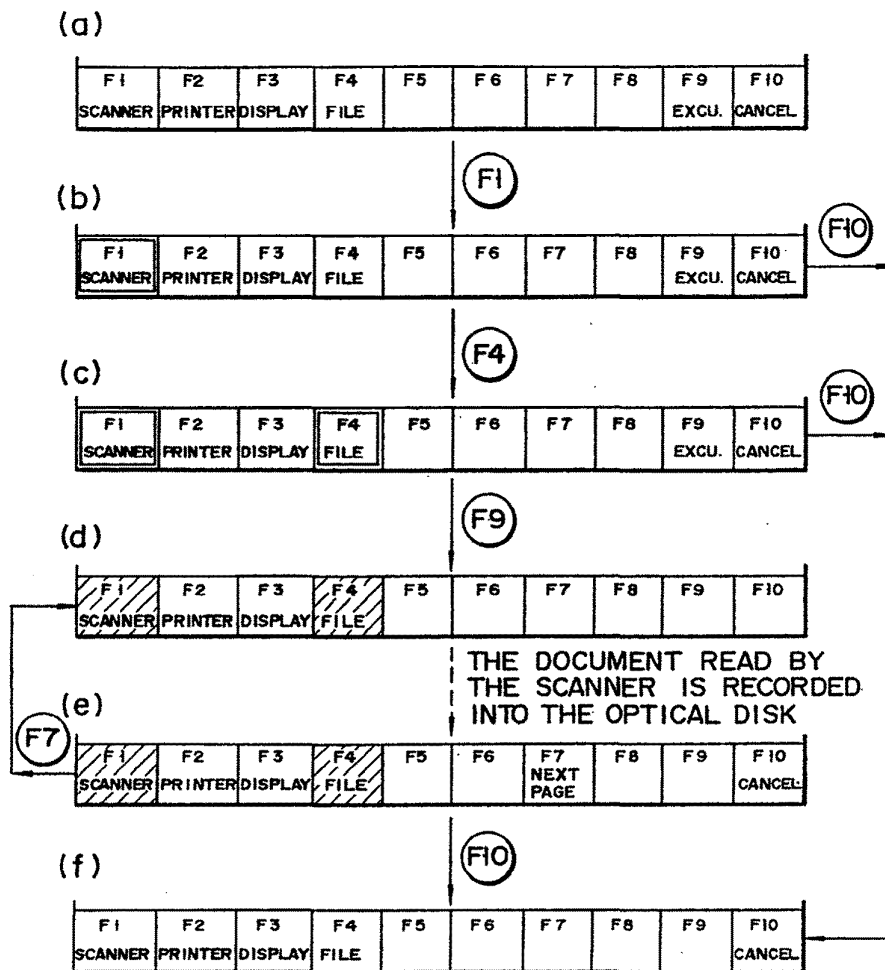 (a)
F1 F2 F3 F4 F5 F6 F7 F8 F9 F10
SCANNER PRINTER DISPLAY FILE EXCU. CANCEL
F1
(b)
F10
F1 F2 F3 F4 F5 F6 F7 F8 F9 F10
SCANNER PRINTER DISPLAY FILE EXCU. CANCEL
F4
(c)
F10
F1 F2 F3 F4 F5 F6 F7 F8 F9 F10
SCANNER PRINTER DISPLAY FILE EXCU. CANCEL
F9
(d)
F1 F2 F3 F4 F5 F6 F7 F8 F9 F10
SCANNER PRINTER DISPLAY FILE
THE DOCUMENT READ BY
THE SCANNER IS RECORDED
INTO THE OPTICAL DISK
(e)
F7
F1 F2 F3 F4 F5 F6 F7 F8 F9 F10
SCANNER PRINTER DISPLAY FILE NEXT PAGE CANCEL
F10
(f)
F1 F2 F3 F4 F5 F6 F7 F8 F9 F10
SCANNER PRINTER DISPLAY FILE CANCEL